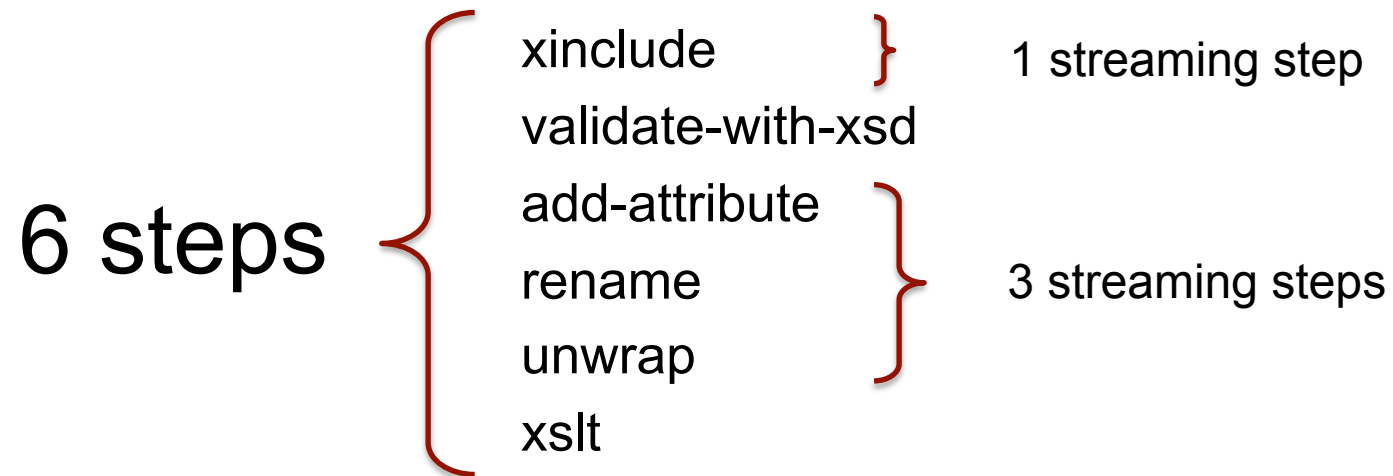 6 steps
xinclude
validate-with-xsd
add-attribute
rename
unwrap
xslt
1 streaming step
3 streaming steps